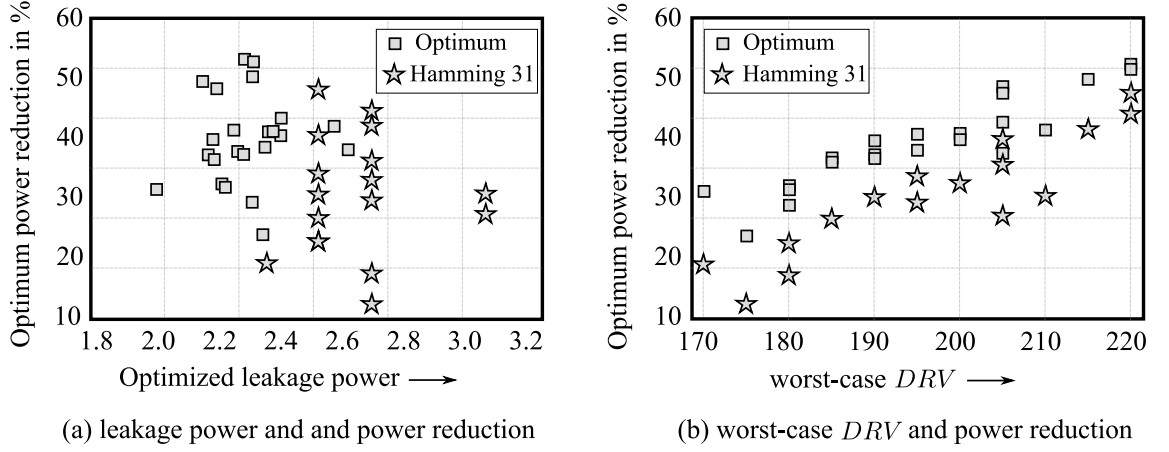 Optimum power reduction in %
60
50
40
30
20
10
1.8 2.0 2.2 2.4 2.6 2.8 3.0 3.2
Optimum
Hamming 31
Optimized leakage power
(a) leakage power and and power reduction
Optimum power reduction in %
60
50
40
30
20
10
170 180 190 200 210 220
Optimum
Hamming 31
worst-case DRV
(b) worst-case DRV and power reduction